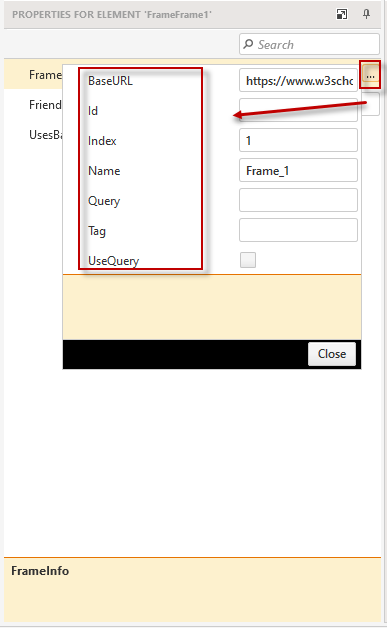 PROPERTIES FOR ELEMENT 'FrameFrame1'
Search
Frame
...
BaseURL
https://www.w3scho
Friend
Id
UsesBa
Index
1
Name
Frame_1
Query
Tag
UseQuery
Close
FrameInfo